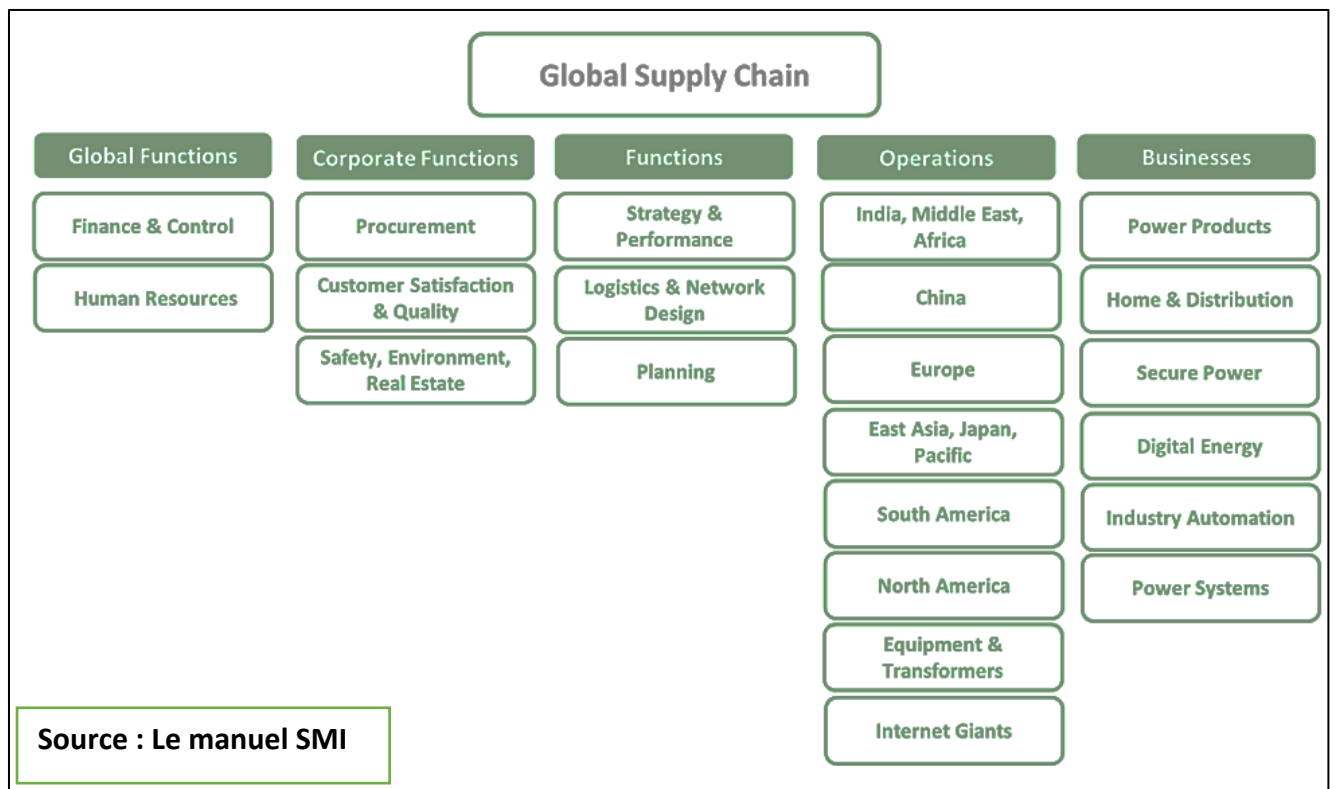 Global Supply Chain
Global Functions
Finance & Control
Human Resources
Corporate Functions
Procurement
Customer Satisfaction
& Quality
Safety, Environment,
Real Estate
Functions
Strategy &
Performance
Logistics & Network
Design
Planning
Operations
India, Middle East,
Africa
China
Europe
East Asia, Japan,
Pacific
South America
North America
Equipment &
Transformers
Internet Giants
Businesses
Power Products
Home & Distribution
Secure Power
Digital Energy
Industry Automation
Power Systems
Source : Le manuel SMI